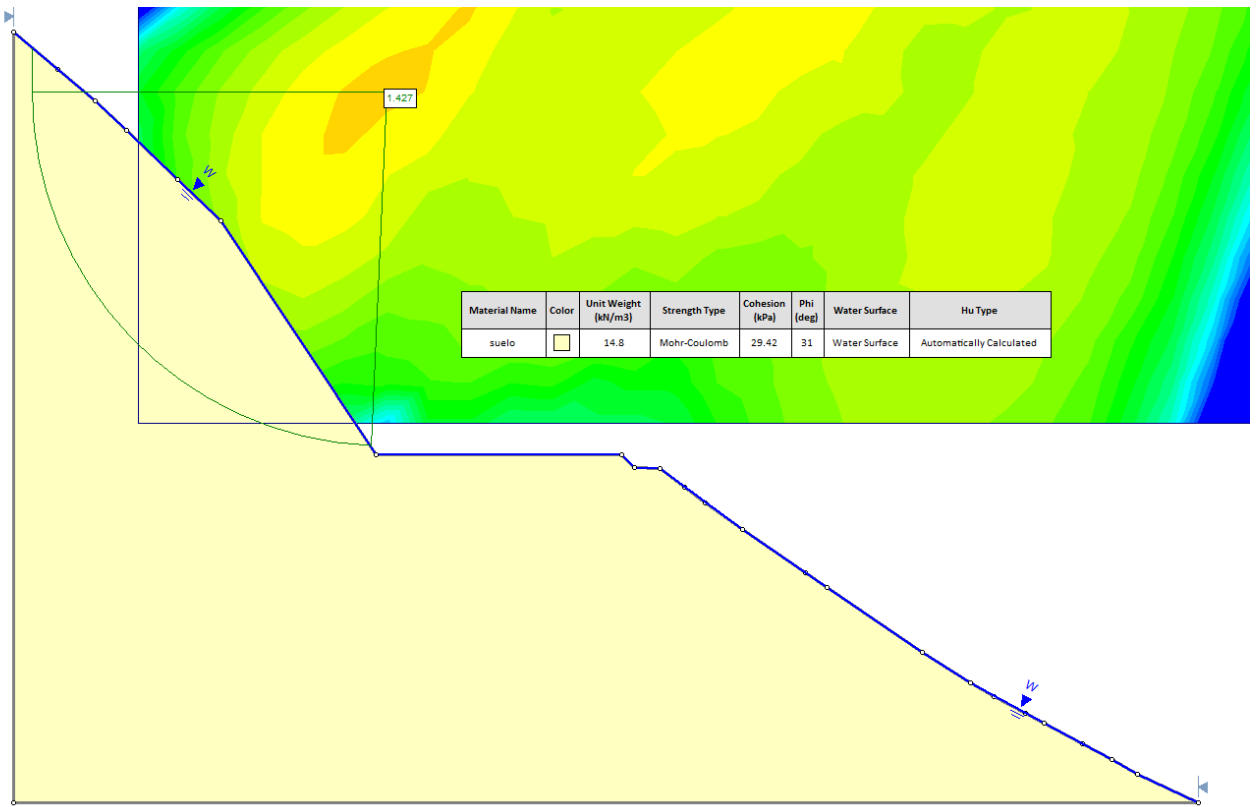 1.427
W
Material Name Color Unit Weight (kN/m3) Strength Type Cohesion (kPa) Phi (deg) Water Surface Hu Type
suelo 14.8 Mohr-Coulomb 29.42 31 Water Surface Automatically Calculated
W